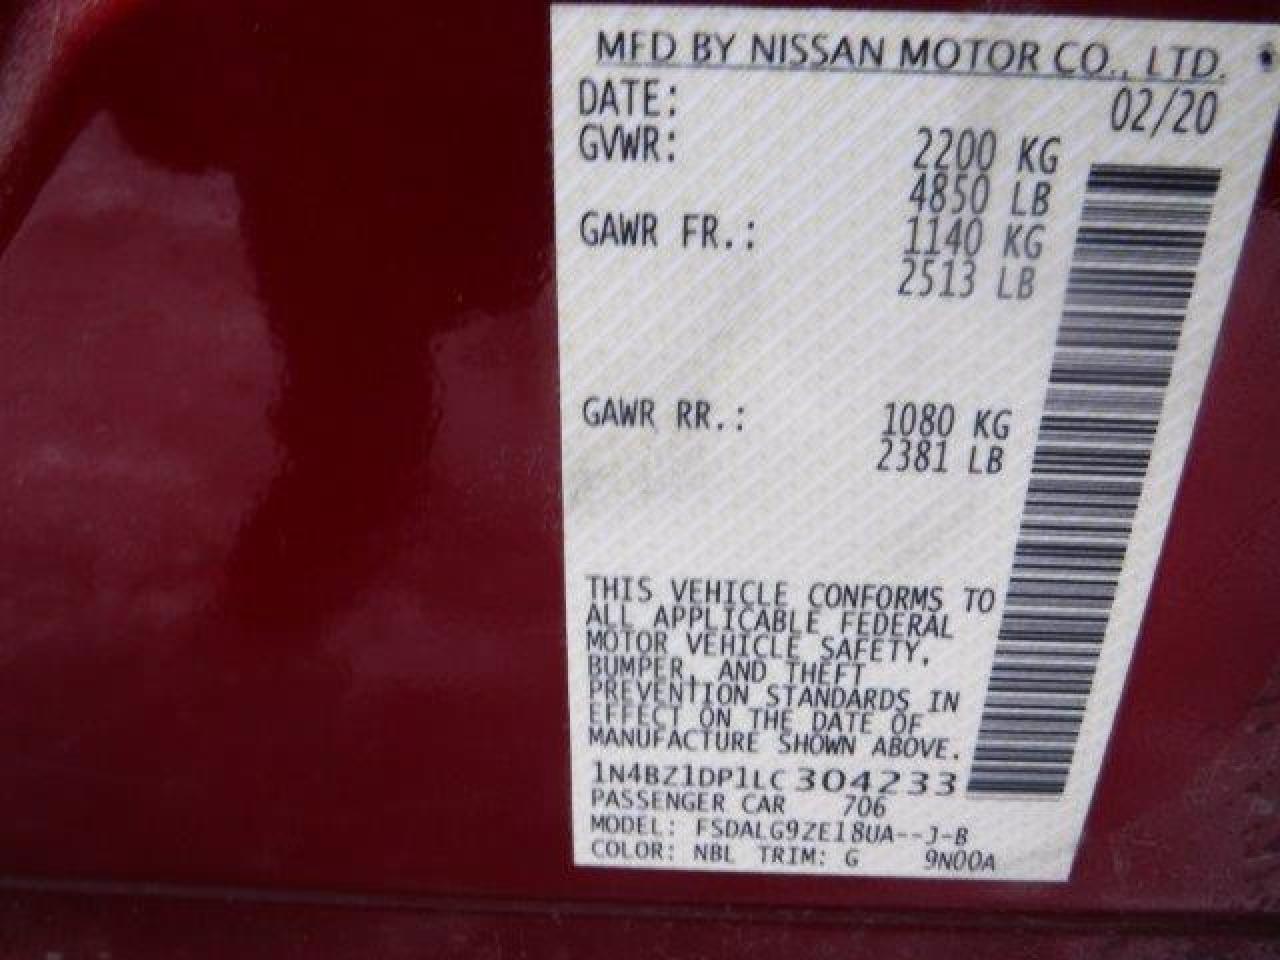 MFD BY NISSAN MOTOR CO., LTD. *
DATE: 02/20
GVWR: 2200 KG
4850 LB
GAWR FR.: 1140 KG
2513 LB
GAWR RR.: 1080 KG
2381 LB
THIS VEHICLE CONFORMS TO
ALL APPLICABLE FEDERAL
MOTOR VEHICLE SAFETY,
BUMPER, AND THEFT
PREVENTION STANDARDS IN
EFFECT ON THE DATE OF
MANUFACTURE SHOWN ABOVE.
1N4BZ1DP1LC304233
PASSENGER CAR 706
MODEL: FSDALG9ZE18UA--J-B
COLOR: NBL TRIM: G 9N00A